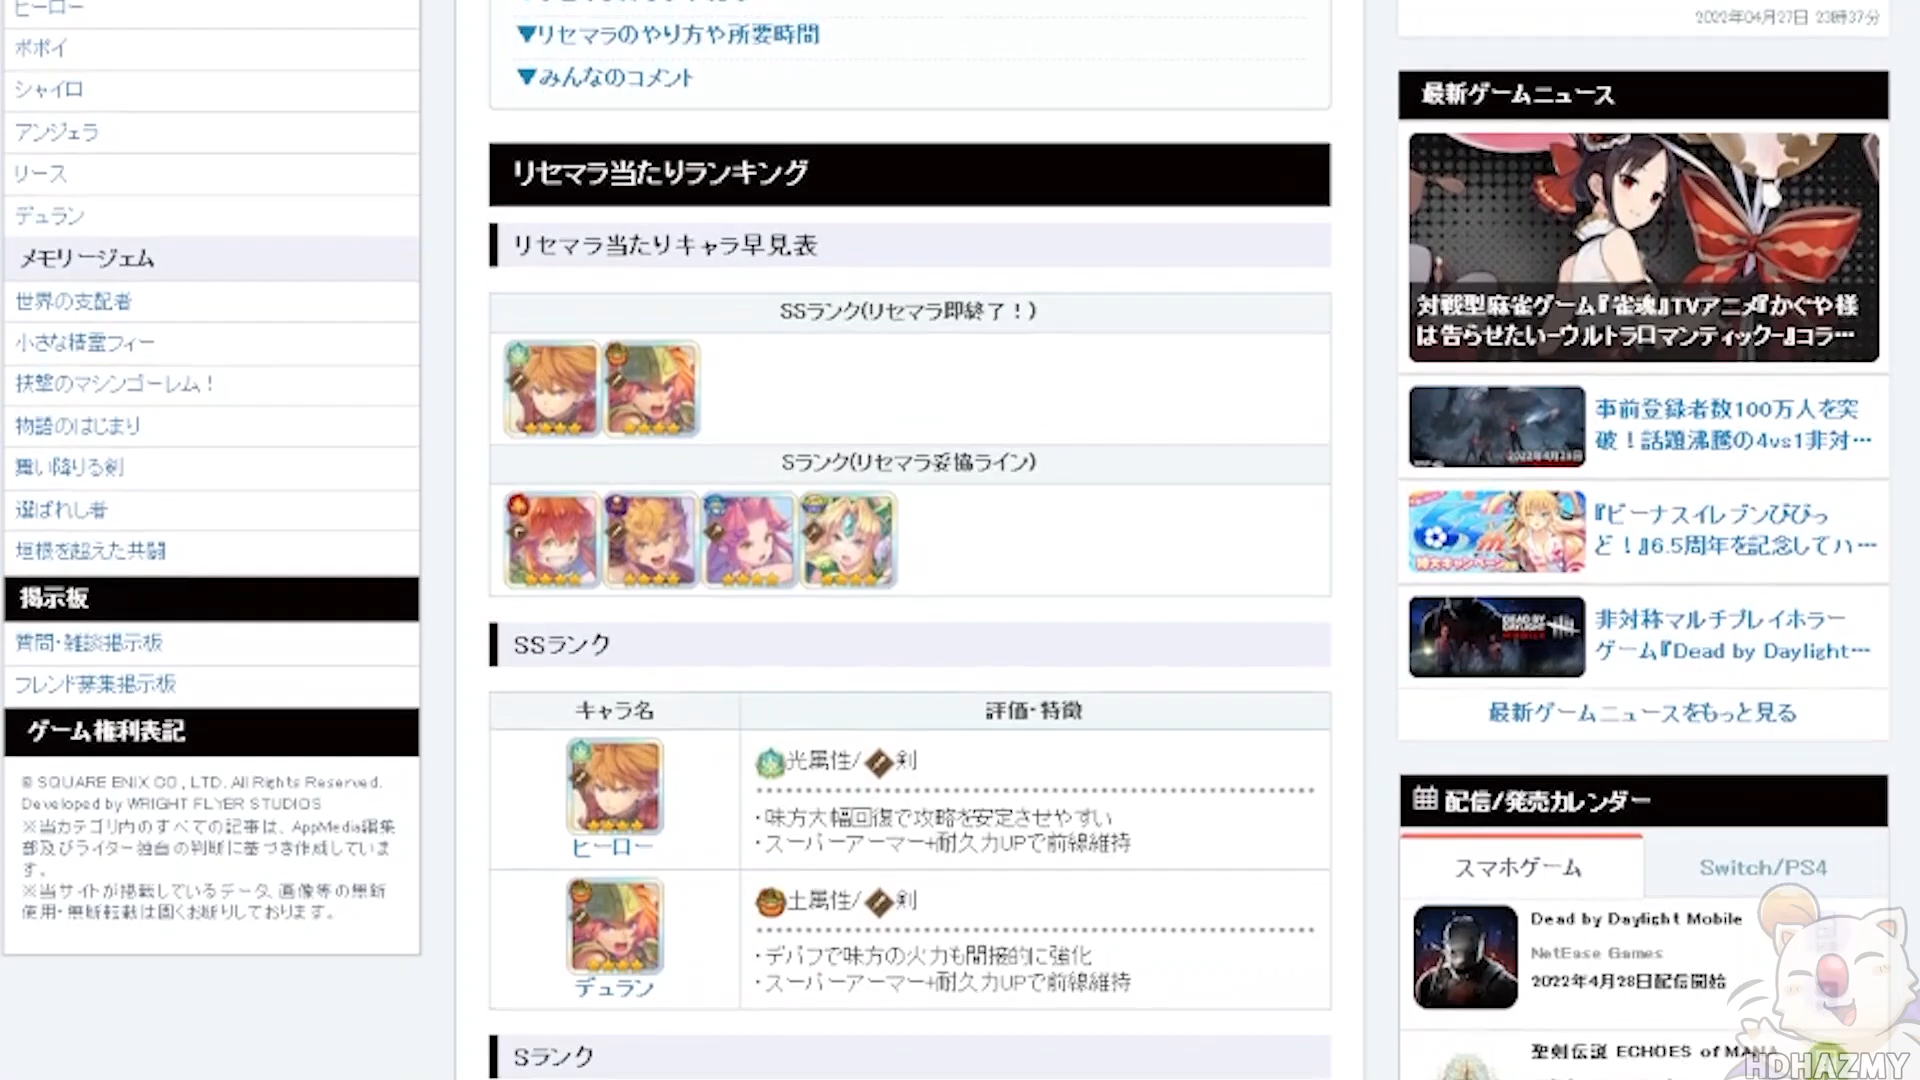 ヒーロー
ポポイ
シャイロ
アンジェラ
リース
デュラン
メモリージェム
世界の支配者
小さな精霊フィー
挟撃のマシンゴーレム！
物語のはじまり
舞い降りる剣
選ばれし者
垣根を超えた共闘
掲示板
質問・雑談掲示板
フレンド募集掲示板
ゲーム権利表記
© SQUARE ENIX CO., LTD. All Rights Reserved.
Developed by WRIGHT FLYER STUDIOS
※当カテゴリ内のすべての記事は、AppMedia編集
部及びライター独自の判断に基づき作成していま
す。
※当サイトが掲載しているデータ、画像等の無断
使用・無断転載は固くお断りしております。
▼リセマラのやり方や所要時間
▼みんなのコメント
リセマラ当たりランキング
リセマラ当たりキャラ早見表
SSランク(リセマラ即終了！)
Sランク(リセマラ妥協ライン)
SSランク
キャラ名 評価・特徴
光属性/剣
・味方大幅回復で攻略を安定させやすい
・スーパーアーマー+耐久力UPで前線維持
ヒーロー
土属性/剣
・デバフで味方の火力も間接的に強化
・スーパーアーマー+耐久力UPで前線維持
デュラン
Sランク
2022年04月27日 23時37分
最新ゲームニュース
対戦型麻雀ゲーム『雀魂』TVアニメ『かぐや様
は告らせたい-ウルトラロマンティック-』コラ…
事前登録者数100万人を突
破！話題沸騰の4vs1非対…
2022年4月28日
『ビーナスイレブンびびっ
ど！』6.5周年を記念してハ…
非対称マルチプレイホラー
ゲーム『Dead by Daylight…
DEAD BY
DAYLIGHT
MOBILE
最新ゲームニュースをもっと見る
配信/発売カレンダー
スマホゲーム Switch/PS4
Dead by Daylight Mobile
NetEase Games
2022年4月28日配信開始
聖剣伝説 ECHOES of MANA
HDHAZMY